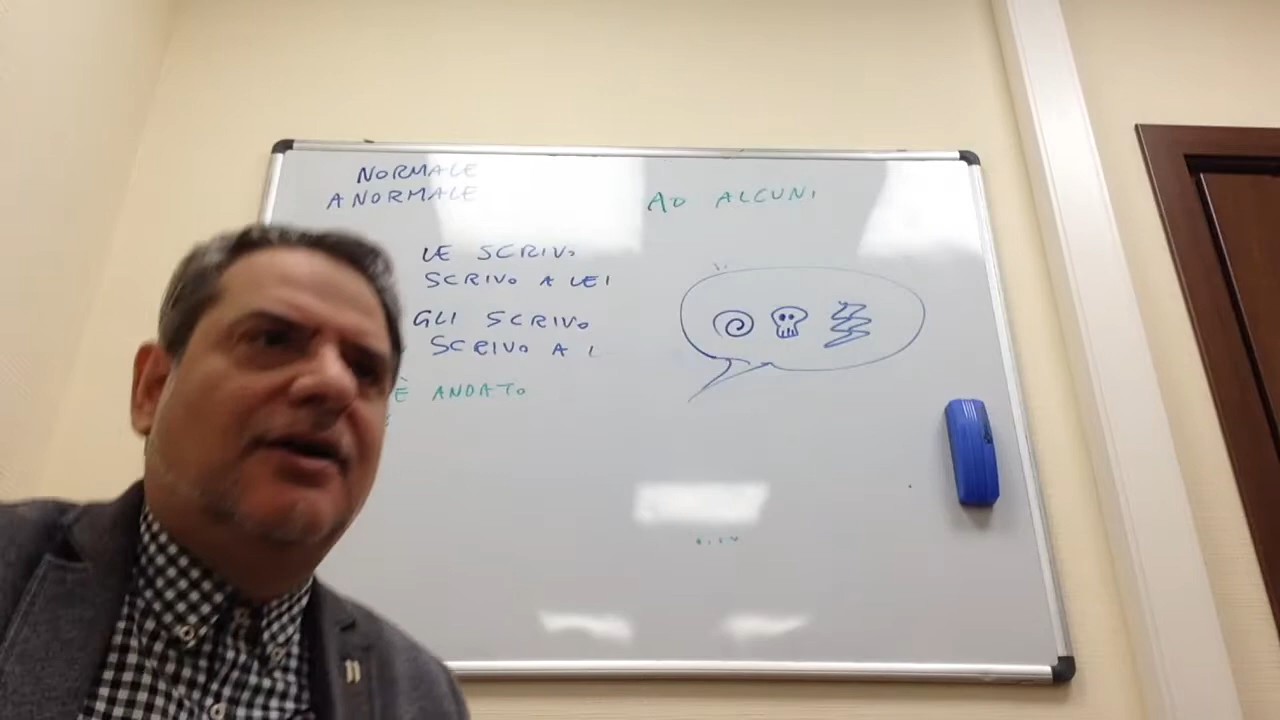 NORMALE
ANORMALE
AD ALCUNI
LE SCRIVO
SCRIVO A LEI
GLI SCRIVO
SCRIVO A L
È ANDATO